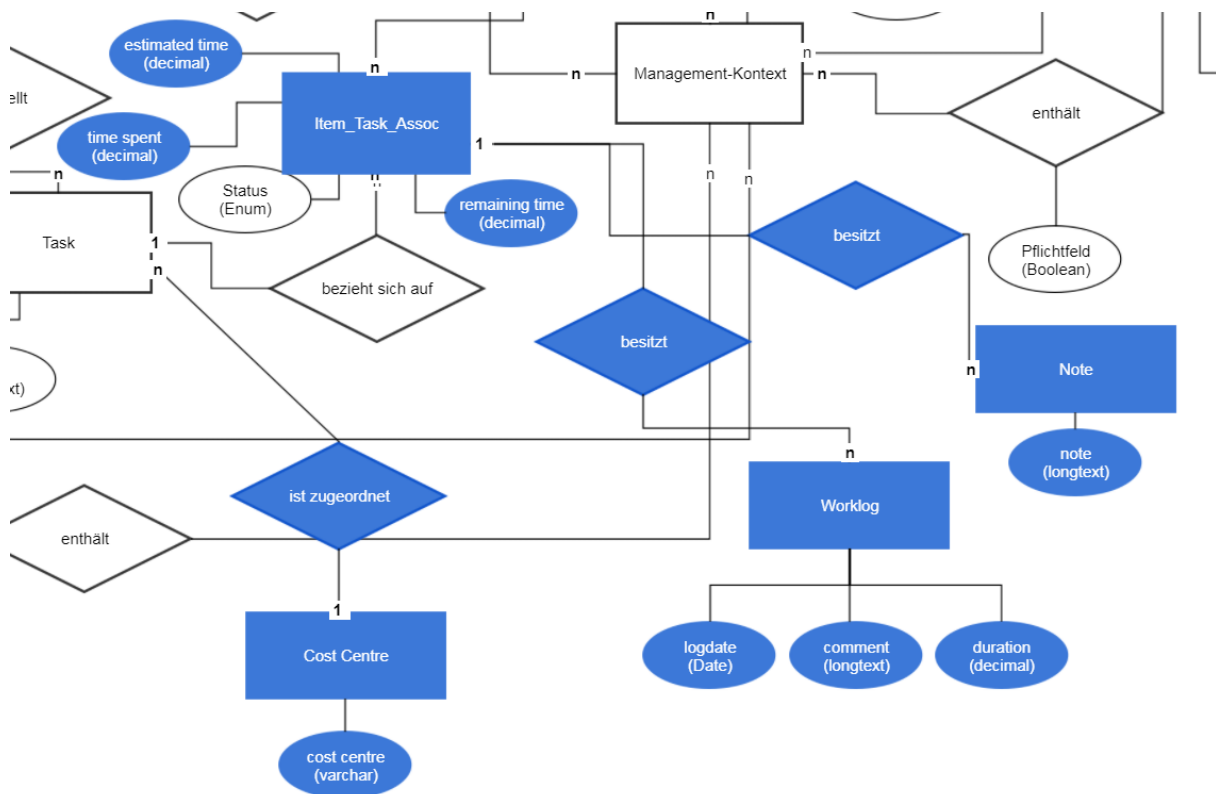 n
n
estimated time
(decimal)
n
n
Management-Kontext
n
n
ellt
Item_Task_Assoc
enthält
time spent
(decimal)
1
n
n
n
n
Status
(Enum)
remaining time
(decimal)
Task
1
n
besitzt
Pflichtfeld
(Boolean)
bezieht sich auf
besitzt
n
Note
xt)
n
note
(longtext)
ist zugeordnet
Worklog
enthält
1
Cost Centre
logdate
(Date)
comment
(longtext)
duration
(decimal)
cost centre
(varchar)